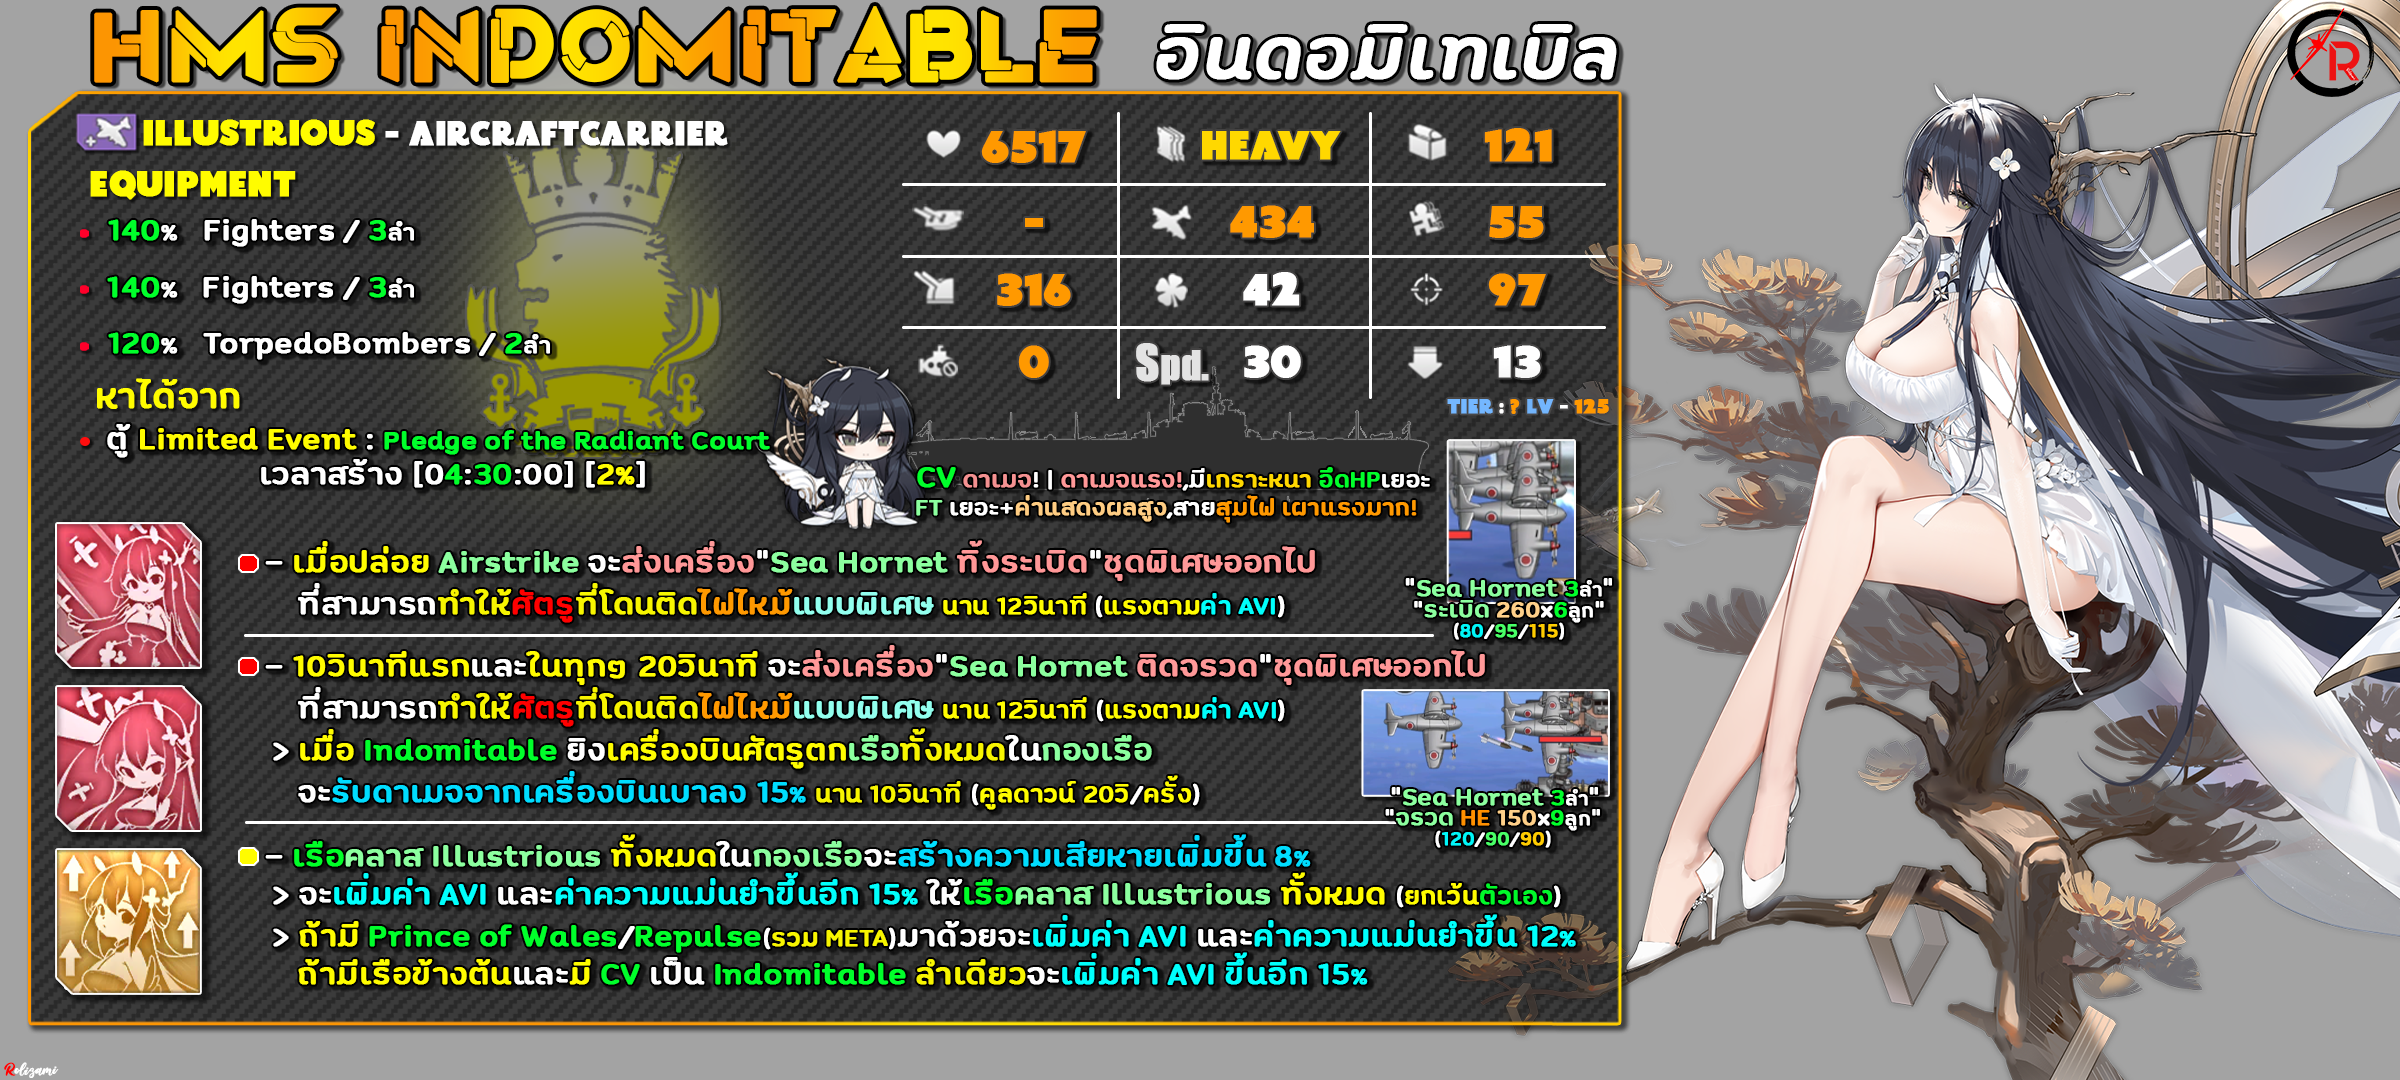 HMS INDOMITABLE อินดอมิเทเบิล
R
ILLUSTRIOUS - AIRCRAFTCARRIER
EQUIPMENT
140% Fighters / 3ลำ
140% Fighters / 3ลำ
120% TorpedoBombers / 2ลำ
หาได้จาก
ตู้ Limited Event : Pledge of the Radiant Court
เวลาสร้าง [04:30:00] [2%]
6517 HEAVY 121
- 434 55
316 42 97
0 Spd. 30 13
TIER : ? LV - 125
CV ดาเมจ! | ดาเมจแรง!,มีเกราะหนา อึดHPเยอะ
FT เยอะ+ค่าแสดงผลสูง,สายสุมไฟ เผาแรงมาก!
- เมื่อปล่อย Airstrike จะส่งเครื่อง"Sea Hornet ทิ้งระเบิด"ชุดพิเศษออกไป
ที่สามารถทำให้ศัตรูที่โดนติดไฟไหม้แบบพิเศษ นาน 12วินาที (แรงตามค่า AVI)
"Sea Hornet 3ลำ"
"ระเบิด 260x6ลูก"
(80/95/115)
- 10วินาทีแรกและในทุกๆ 20วินาที จะส่งเครื่อง"Sea Hornet ติดจรวด"ชุดพิเศษออกไป
ที่สามารถทำให้ศัตรูที่โดนติดไฟไหม้แบบพิเศษ นาน 12วินาที (แรงตามค่า AVI)
> เมื่อ Indomitable ยิงเครื่องบินศัตรูตกเรือทั้งหมดในกองเรือ
จะรับดาเมจจากเครื่องบินเบาลง 15% นาน 10วินาที (คูลดาวน์ 20วิ/ครั้ง)
"Sea Hornet 3ลำ"
"จรวด HE 150x9ลูก"
(120/90/90)
- เรือคลาส Illustrious ทั้งหมดในกองเรือจะสร้างความเสียหายเพิ่มขึ้น 8%
> จะเพิ่มค่า AVI และค่าความแม่นยำขึ้นอีก 15% ให้เรือคลาส Illustrious ทั้งหมด (ยกเว้นตัวเอง)
> ถ้ามี Prince of Wales/Repulse(รวม META)มาด้วยจะเพิ่มค่า AVI และค่าความแม่นยำขึ้น 12%
ถ้ามีเรือข้างต้นและมี CV เป็น Indomitable ลำเดียวจะเพิ่มค่า AVI ขึ้นอีก 15%
Rolizami